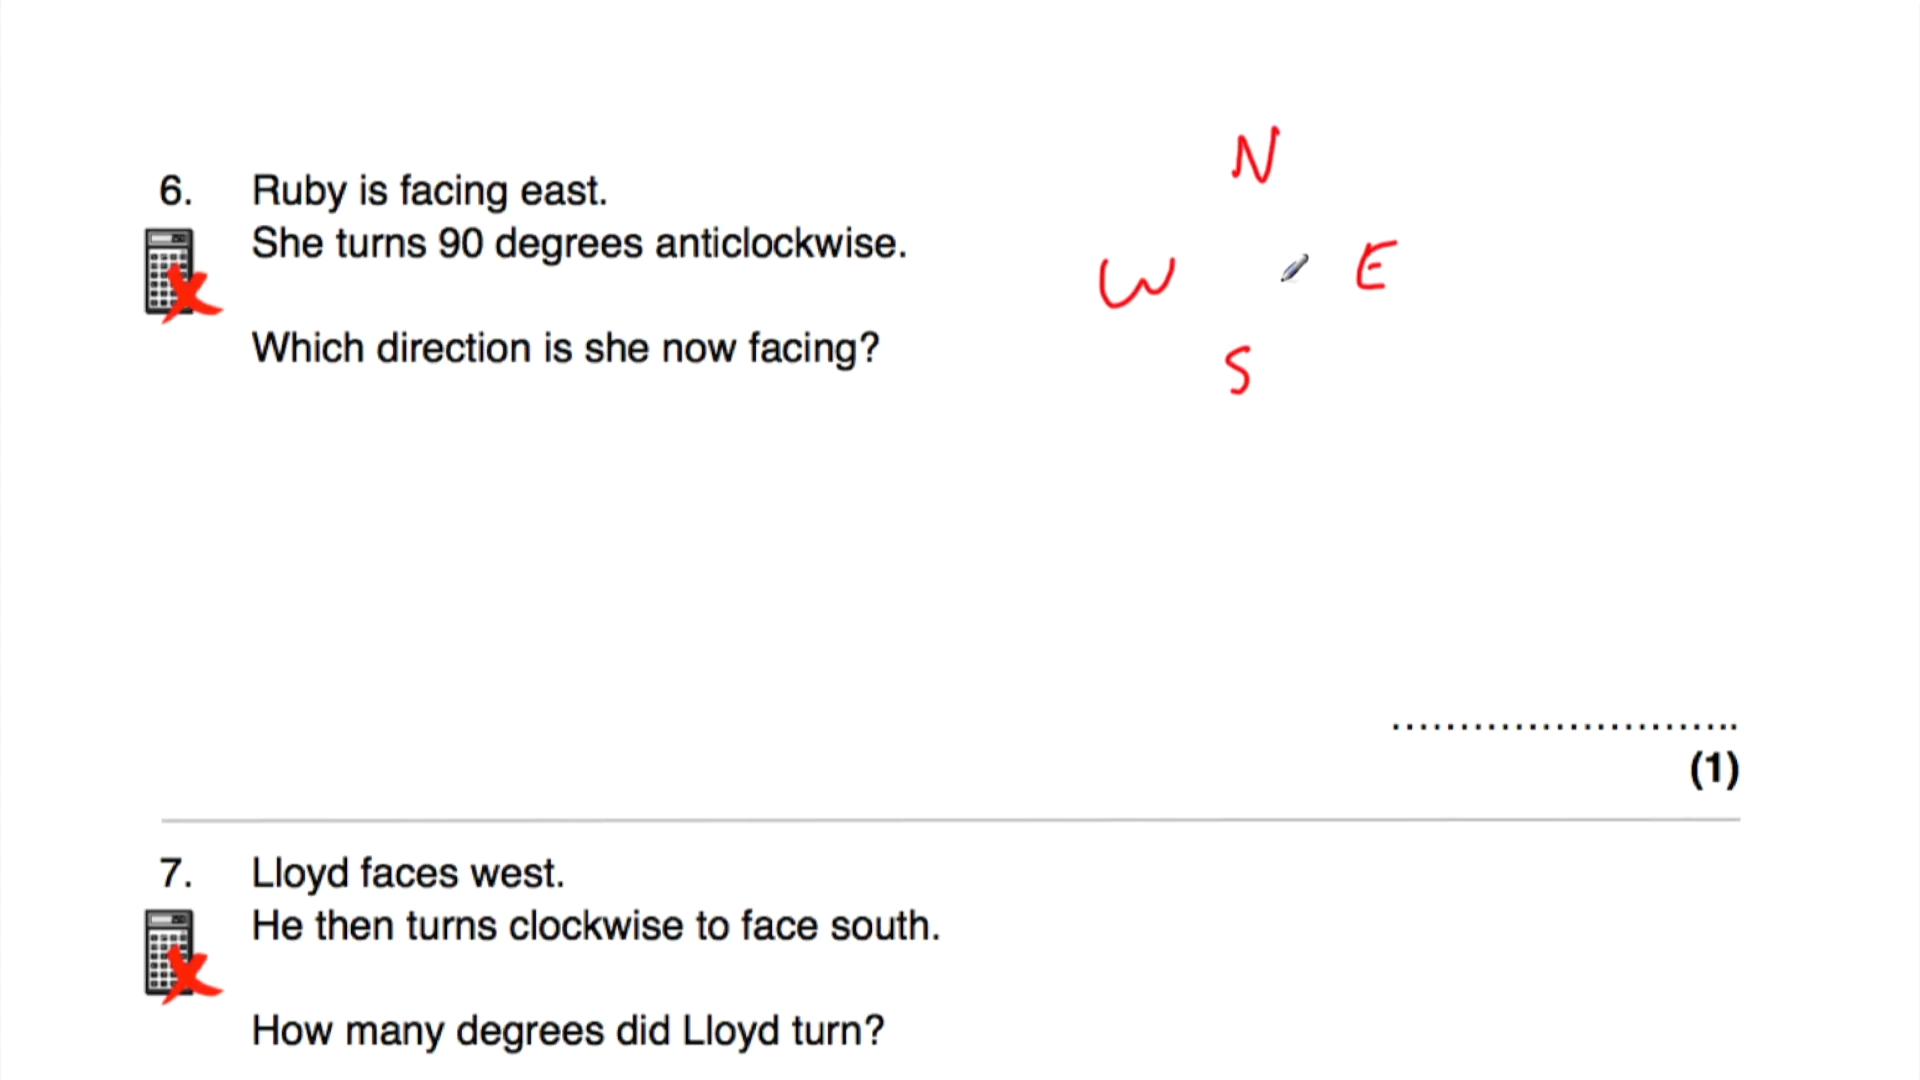 6. Ruby is facing east.
She turns 90 degrees anticlockwise.
Which direction is she now facing?
N
W E
S
................................
(1)
7. Lloyd faces west.
He then turns clockwise to face south.
How many degrees did Lloyd turn?